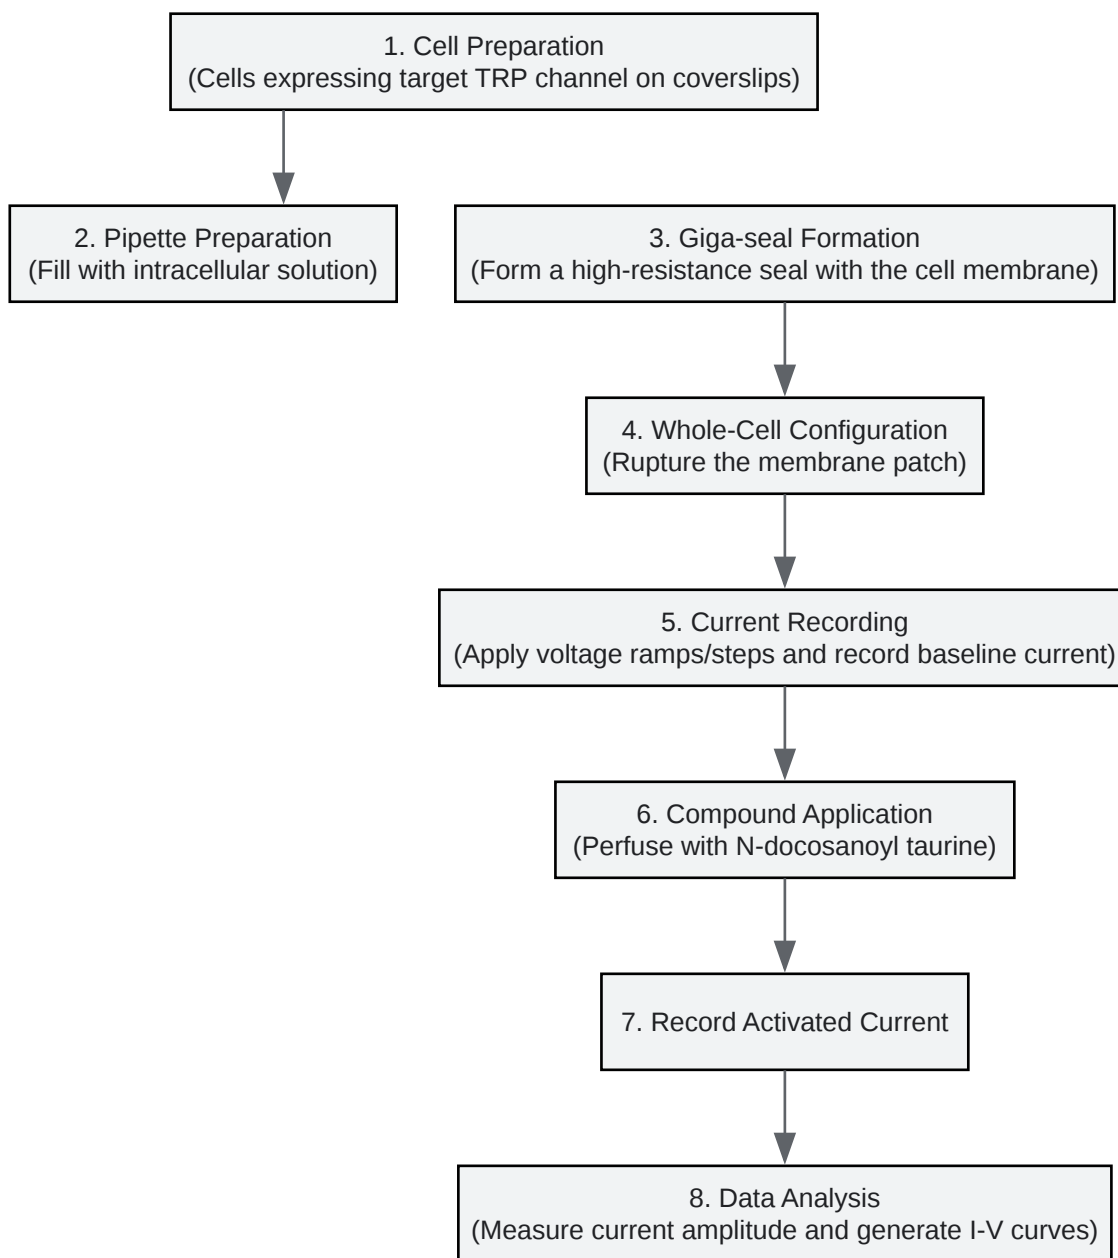 1. Cell Preparation
(Cells expressing target TRP channel on coverslips)
2. Pipette Preparation
(Fill with intracellular solution)
3. Giga-seal Formation
(Form a high-resistance seal with the cell membrane)
4. Whole-Cell Configuration
(Rupture the membrane patch)
5. Current Recording
(Apply voltage ramps/steps and record baseline current)
6. Compound Application
(Perfuse with N-docosanoyl taurine)
7. Record Activated Current
8. Data Analysis
(Measure current amplitude and generate I-V curves)